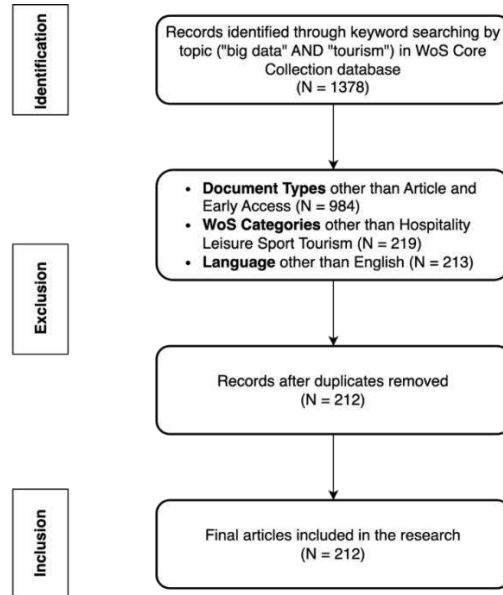 Identification
Records identified through keyword searching by
topic ("big data" AND "tourism") in WoS Core
Collection database
(N = 1378)
Exclusion
• Document Types other than Article and
Early Access (N = 984)
• WoS Categories other than Hospitality
Leisure Sport Tourism (N = 219)
• Language other than English (N = 213)
Records after duplicates removed
(N = 212)
Inclusion
Final articles included in the research
(N = 212)